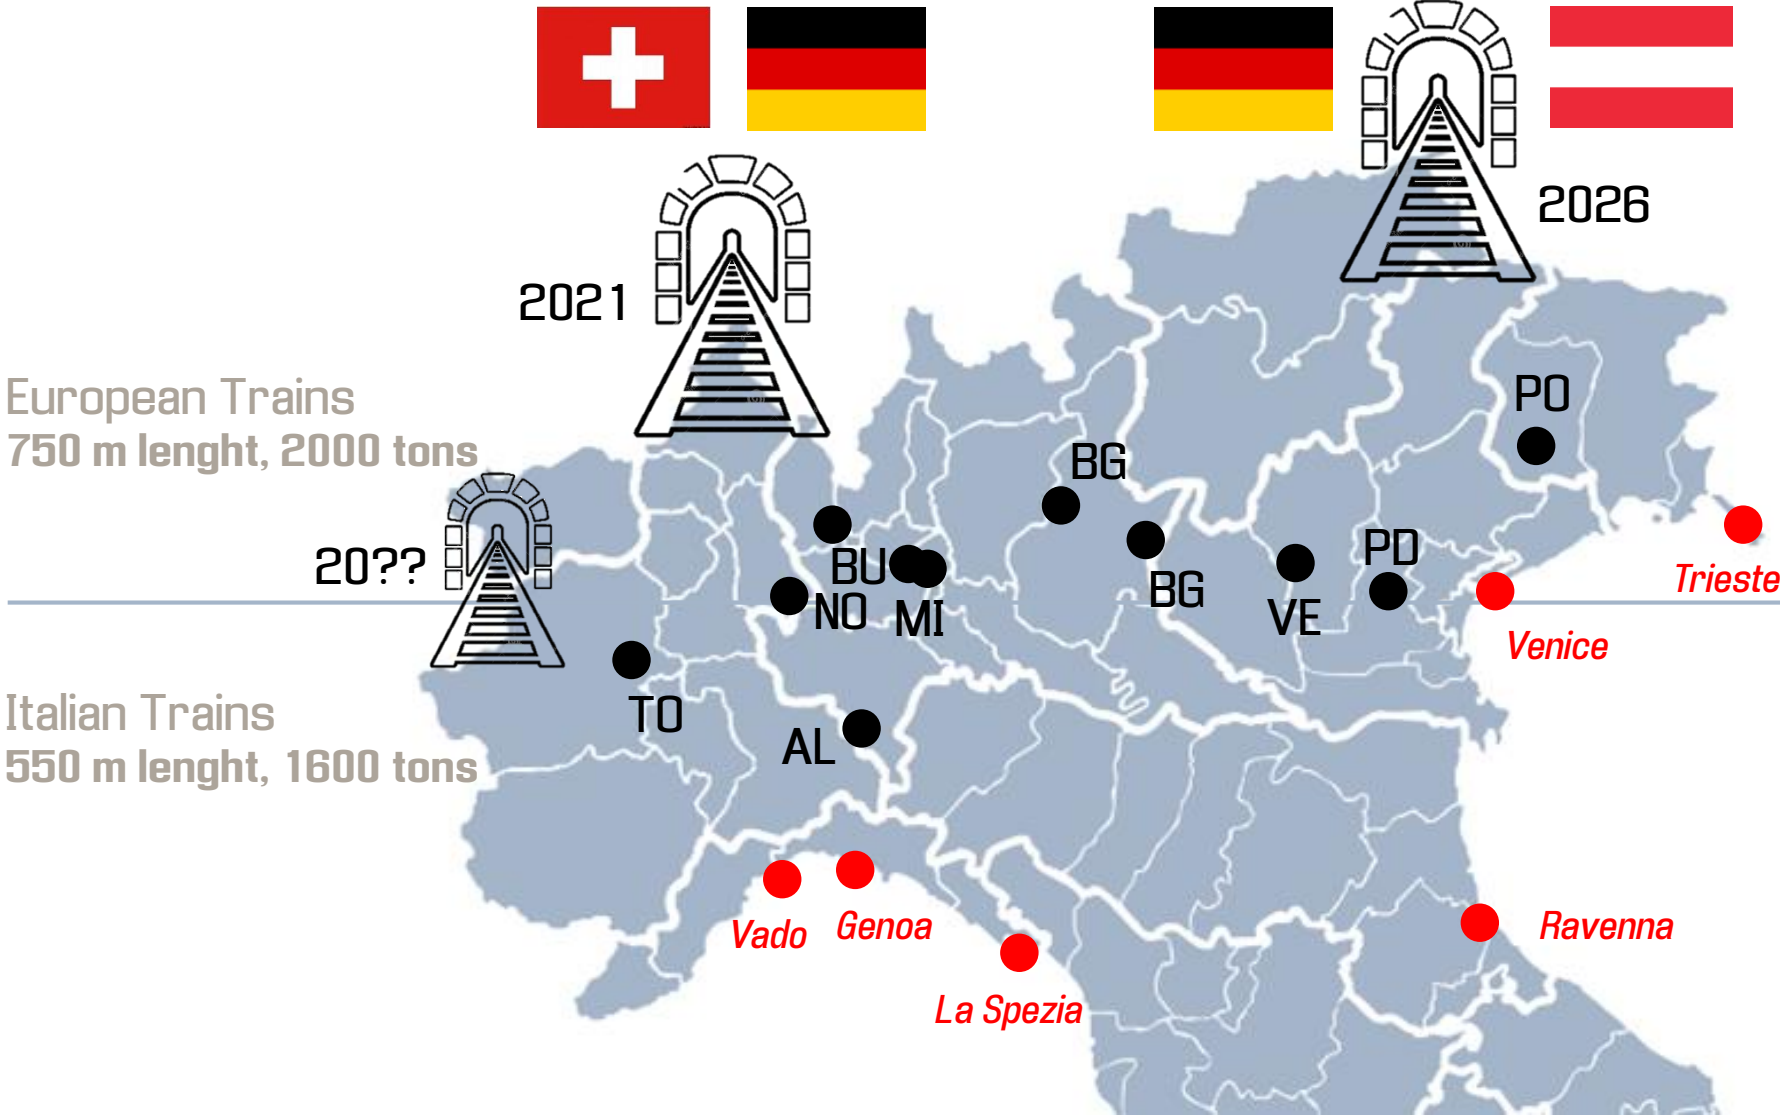 2026
2021
European Trains
750 m lenght, 2000 tons
PO
BG
20??
BU
PD
Trieste
NO
MI
BG
VE
Venice
TO
Italian Trains
550 m lenght, 1600 tons
AL
Vado
Genoa
Ravenna
La Spezia